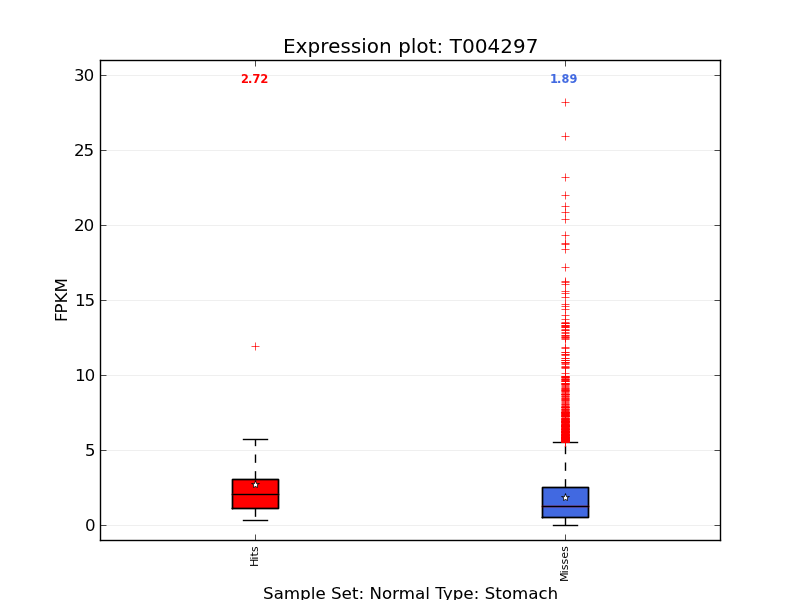 Expression plot: T004297
2.72
1.89
30
25
20
15
10
5
0
FPKM
Hits
Misses
Sample Set: Normal Type: Stomach